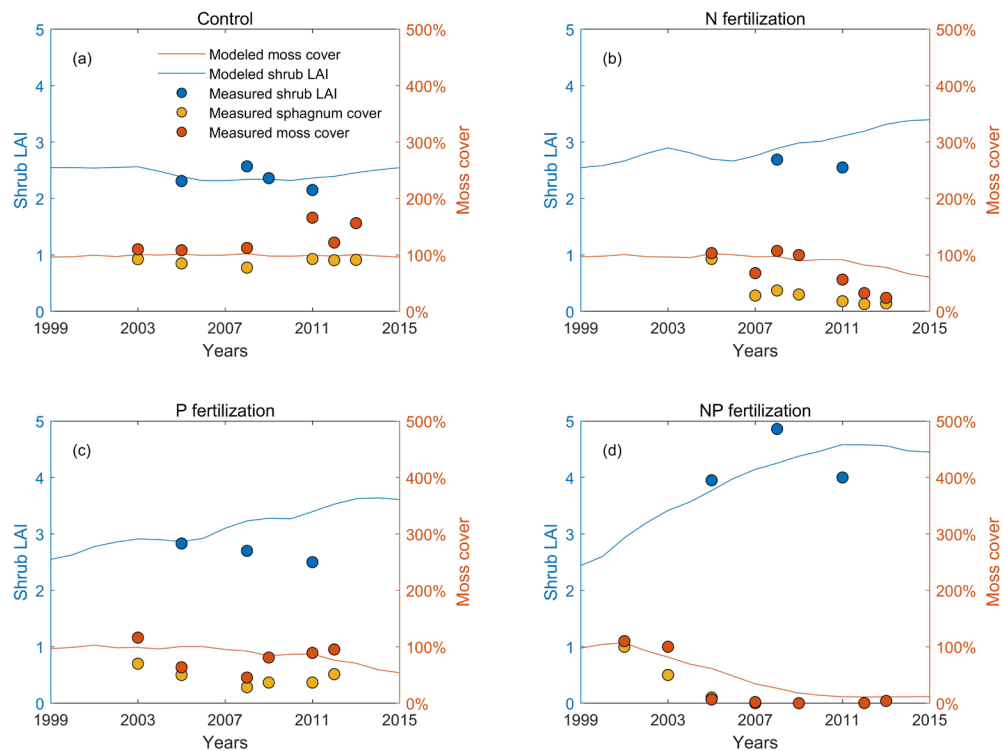 Control
(a)
Modeled moss cover
Modeled shrub LAI
Measured shrub LAI
Measured sphagnum cover
Measured moss cover
5
4
3
2
1
0
500%
400%
300%
200%
100%
0%
Shrub LAI
Moss cover
1999 2003 2007 2011 2015
Years
N fertilization
(b)
5
4
3
2
1
0
500%
400%
300%
200%
100%
0%
Shrub LAI
Moss cover
1999 2003 2007 2011 2015
Years
P fertilization
(c)
5
4
3
2
1
0
500%
400%
300%
200%
100%
0%
Shrub LAI
Moss cover
1999 2003 2007 2011 2015
Years
NP fertilization
(d)
5
4
3
2
1
0
500%
400%
300%
200%
100%
0%
Shrub LAI
Moss cover
1999 2003 2007 2011 2015
Years